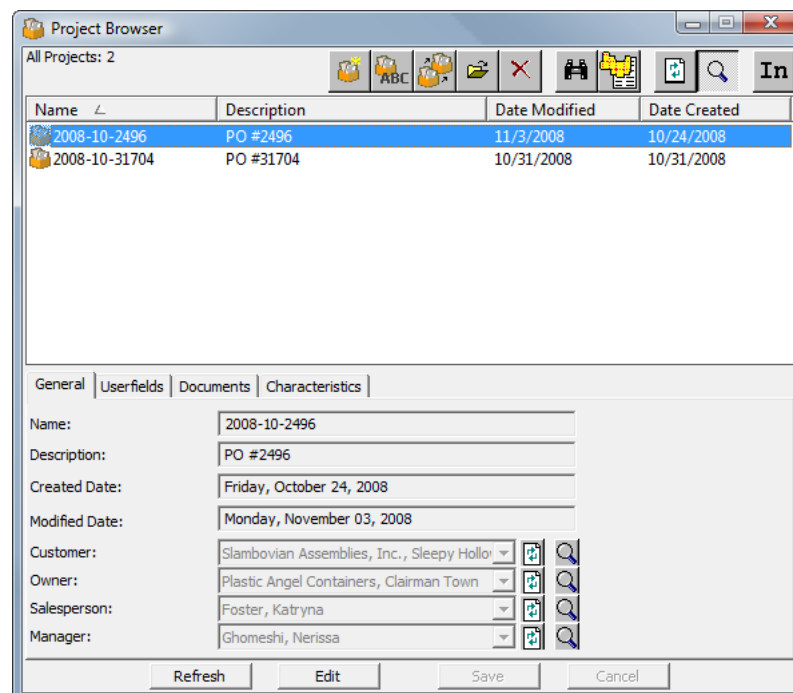 Project Browser
All Projects: 2
ABC
In
Name Description Date Modified Date Created
2008-10-2496 PO #2496 11/3/2008 10/24/2008
2008-10-31704 PO #31704 10/31/2008 10/31/2008
General Userfields Documents Characteristics
Name: 2008-10-2496
Description: PO #2496
Created Date: Friday, October 24, 2008
Modified Date: Monday, November 03, 2008
Customer: Slambovian Assemblies, Inc., Sleepy
Owner: Plastic Angel Containers, Clairman Town
Salesperson: Foster, Katryna
Manager: Ghomeshi, Nerissa
Refresh Edit Save Cancel